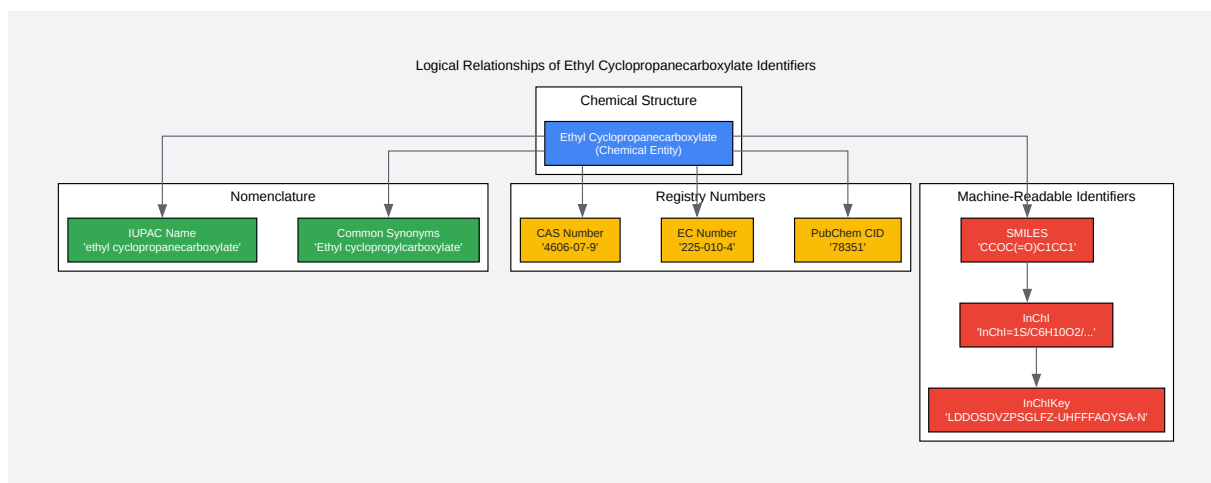 Logical Relationships of Ethyl Cyclopropanecarboxylate Identifiers
Chemical Structure
Ethyl Cyclopropanecarboxylate
(Chemical Entity)
Nomenclature
IUPAC Name
'ethyl cyclopropanecarboxylate'
Common Synonyms
'Ethyl cyclopropylcarboxylate'
Registry Numbers
CAS Number
'4606-07-9'
EC Number
'225-010-4'
PubChem CID
'78351'
Machine-Readable Identifiers
SMILES
'CCOC(=O)C1CC1'
InChI
'InChI=1S/C6H10O2/...'
InChIKey
'LDDOSDVZPSGLFZ-UHFFFAOYSA-N'